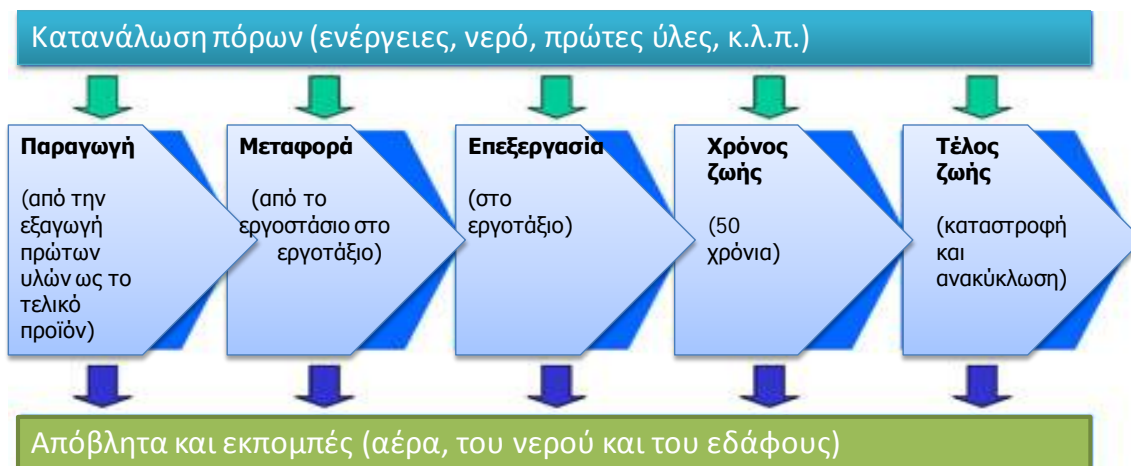 Κατανάλωση πόρων (ενέργειες, νερό, πρώτες ύλες, κ.λ.π.)
Παραγωγή
(από την
εξαγωγή
πρώτων
υλών ως το
τελικό
προϊόν)
Μεταφορά
(από το
εργοστάσιο στο
εργοτάξιο)
Επεξεργασία
(στο
εργοτάξιο)
Χρόνος
ζωής
(50
χρόνια)
Τέλος
ζωής
(καταστροφή
και
ανακύκλωση)
Απόβλητα και εκπομπές (αέρα, του νερού και του εδάφους)